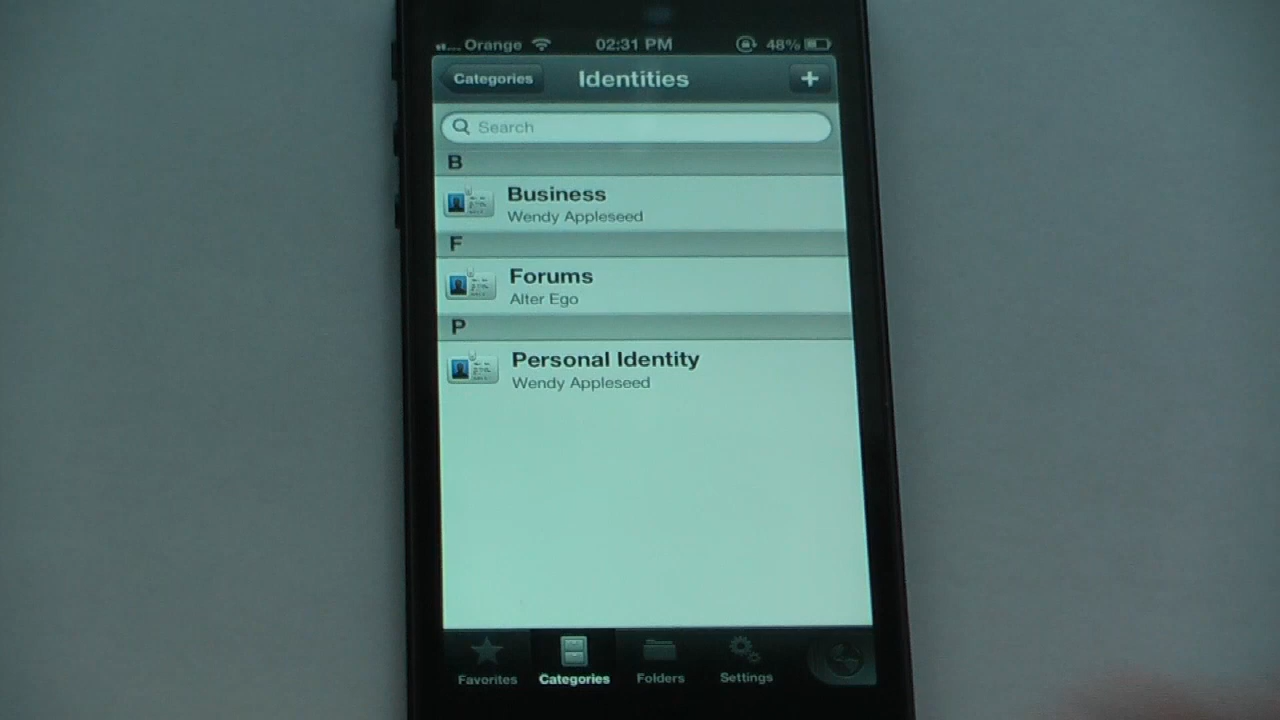 Orange 02:31 PM 48%
Categories Identities +
Search
B
Business
Wendy Appleseed
F
Forums
Alter Ego
P
Personal Identity
Wendy Appleseed
Favorites Categories Folders Settings